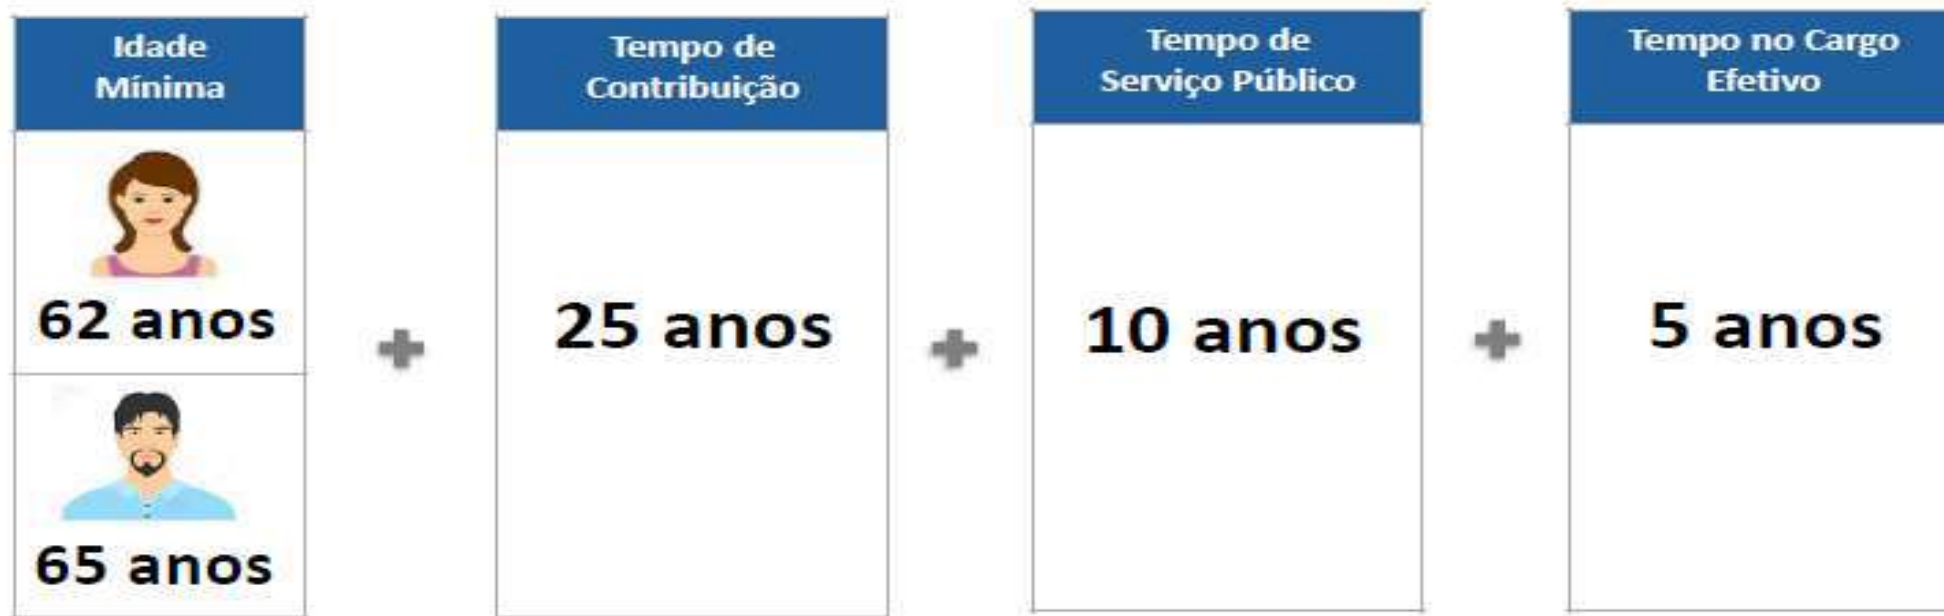 Idade
Mínima
62 anos
65 anos
Tempo de
Contribuição
25 anos
Tempo de
Serviço Público
10 anos
Tempo no Cargo
Efetivo
5 anos